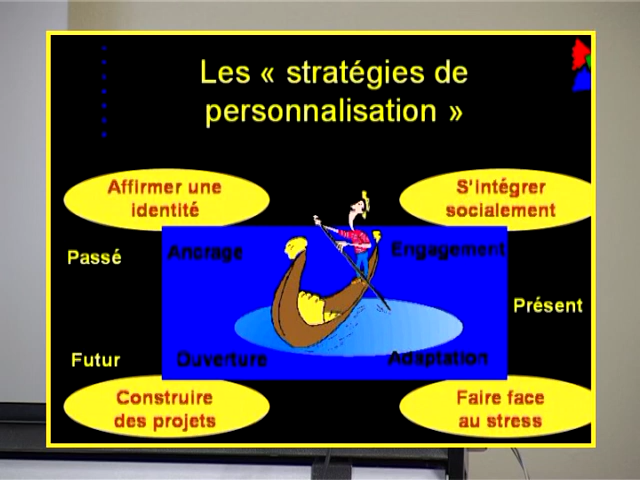 Les « stratégies de
personnalisation »
Affirmer une
identité
S'intégrer
socialement
Passé
Ancrage
Engagement
Présent
Futur
Ouverture
Adaptation
Construire
des projets
Faire face
au stress